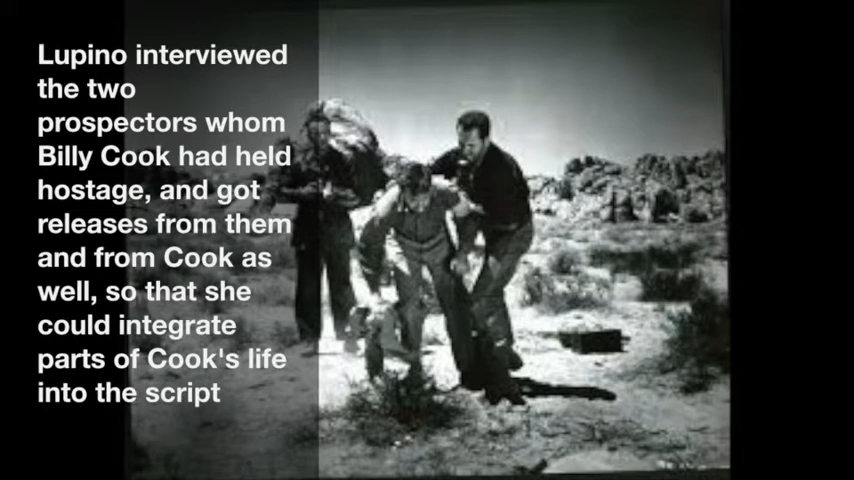 Lupino interviewed
the two
prospectors whom
Billy Cook had held
hostage, and got
releases from them
and from Cook as
well, so that she
could integrate
parts of Cook's life
into the script